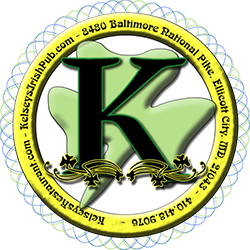 KelseysRestaurant.com - KelseysIrishPub.com - 8480 Baltimore National Pike, Ellicott City, MD. 21043 - 410.418.9076
K